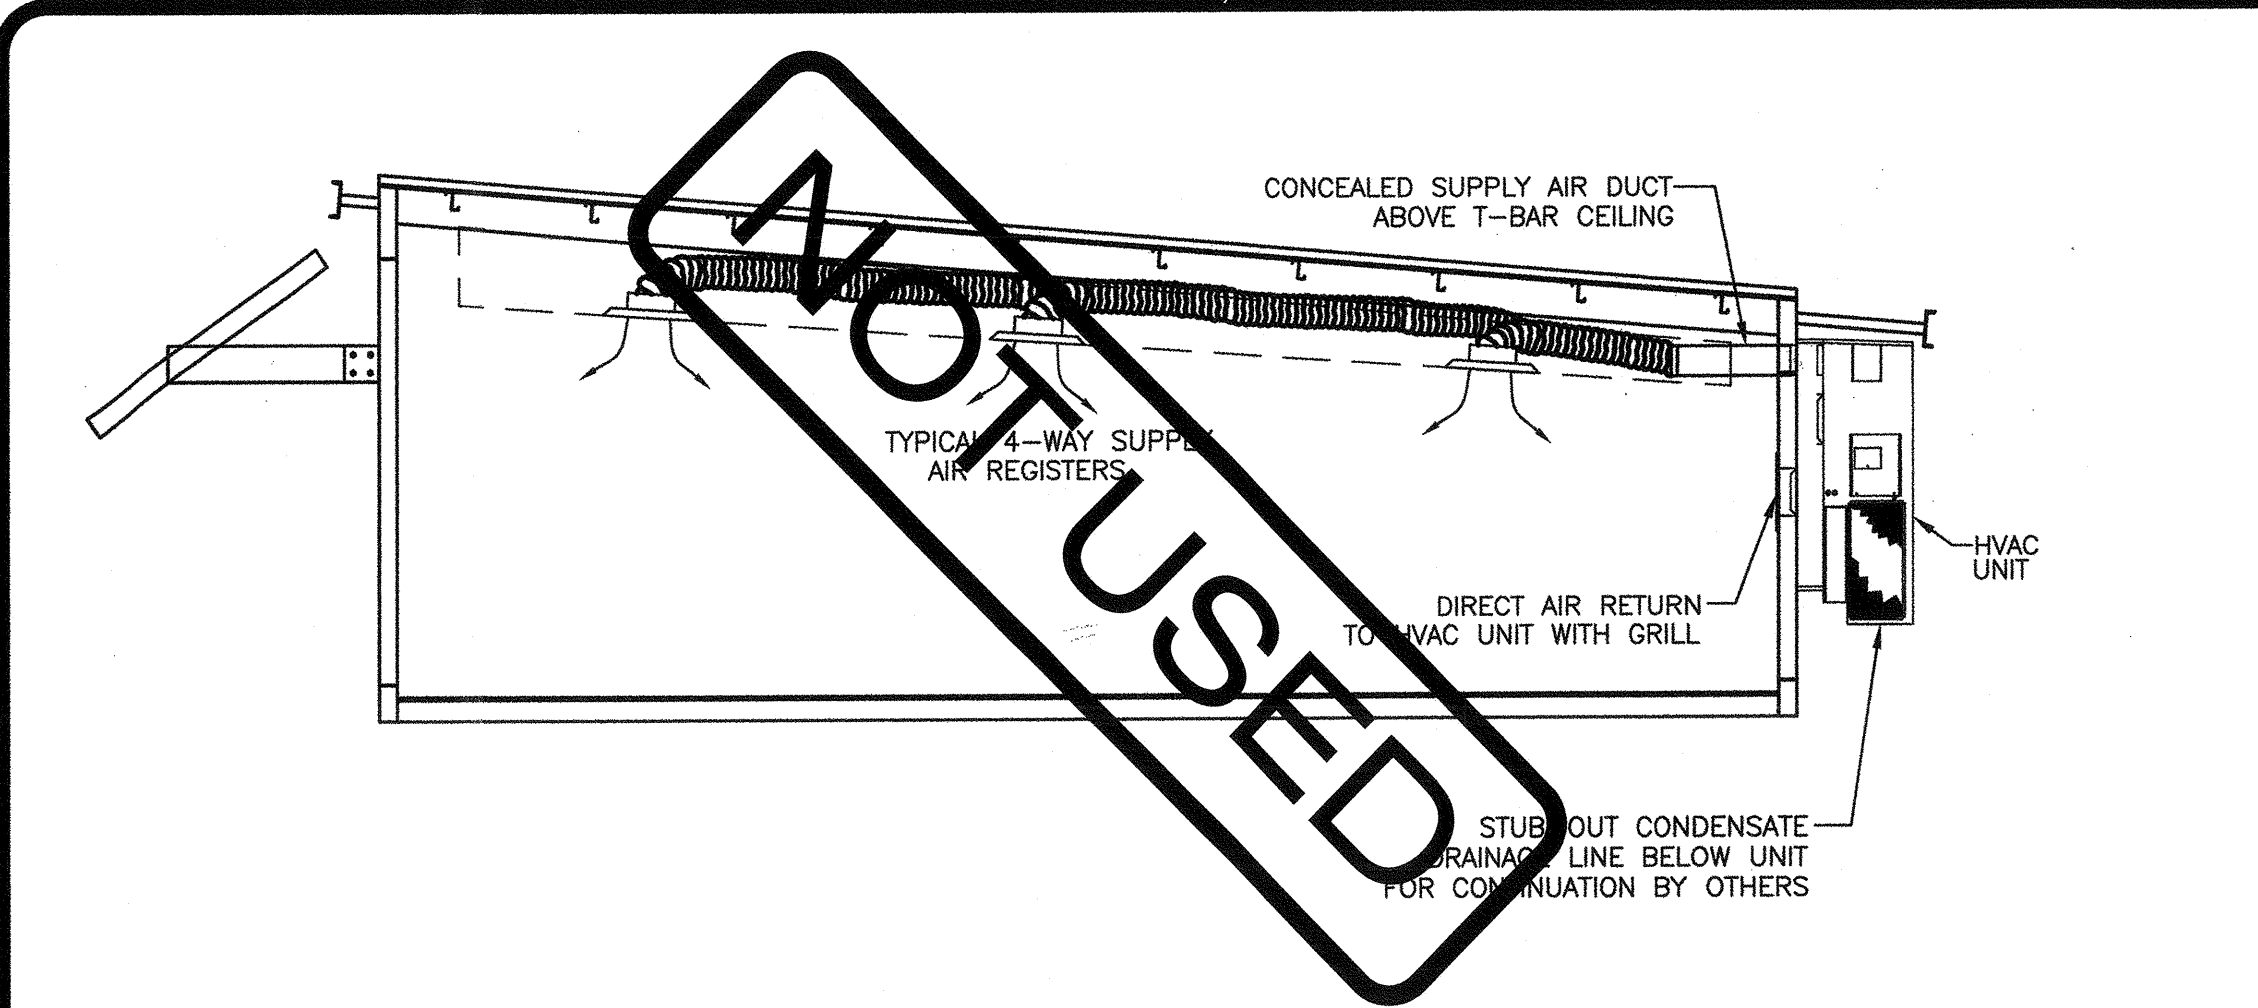 CONCEALED SUPPLY AIR DUCT
ABOVE T-BAR CEILING
NOT USED
TYPICAL 4-WAY SUPPLY
AIR REGISTERS
HVAC
UNIT
DIRECT AIR RETURN
TO HVAC UNIT WITH GRILL
STUB OUT CONDENSATE
DRAINAGE LINE BELOW UNIT
FOR CONTINUATION BY OTHERS